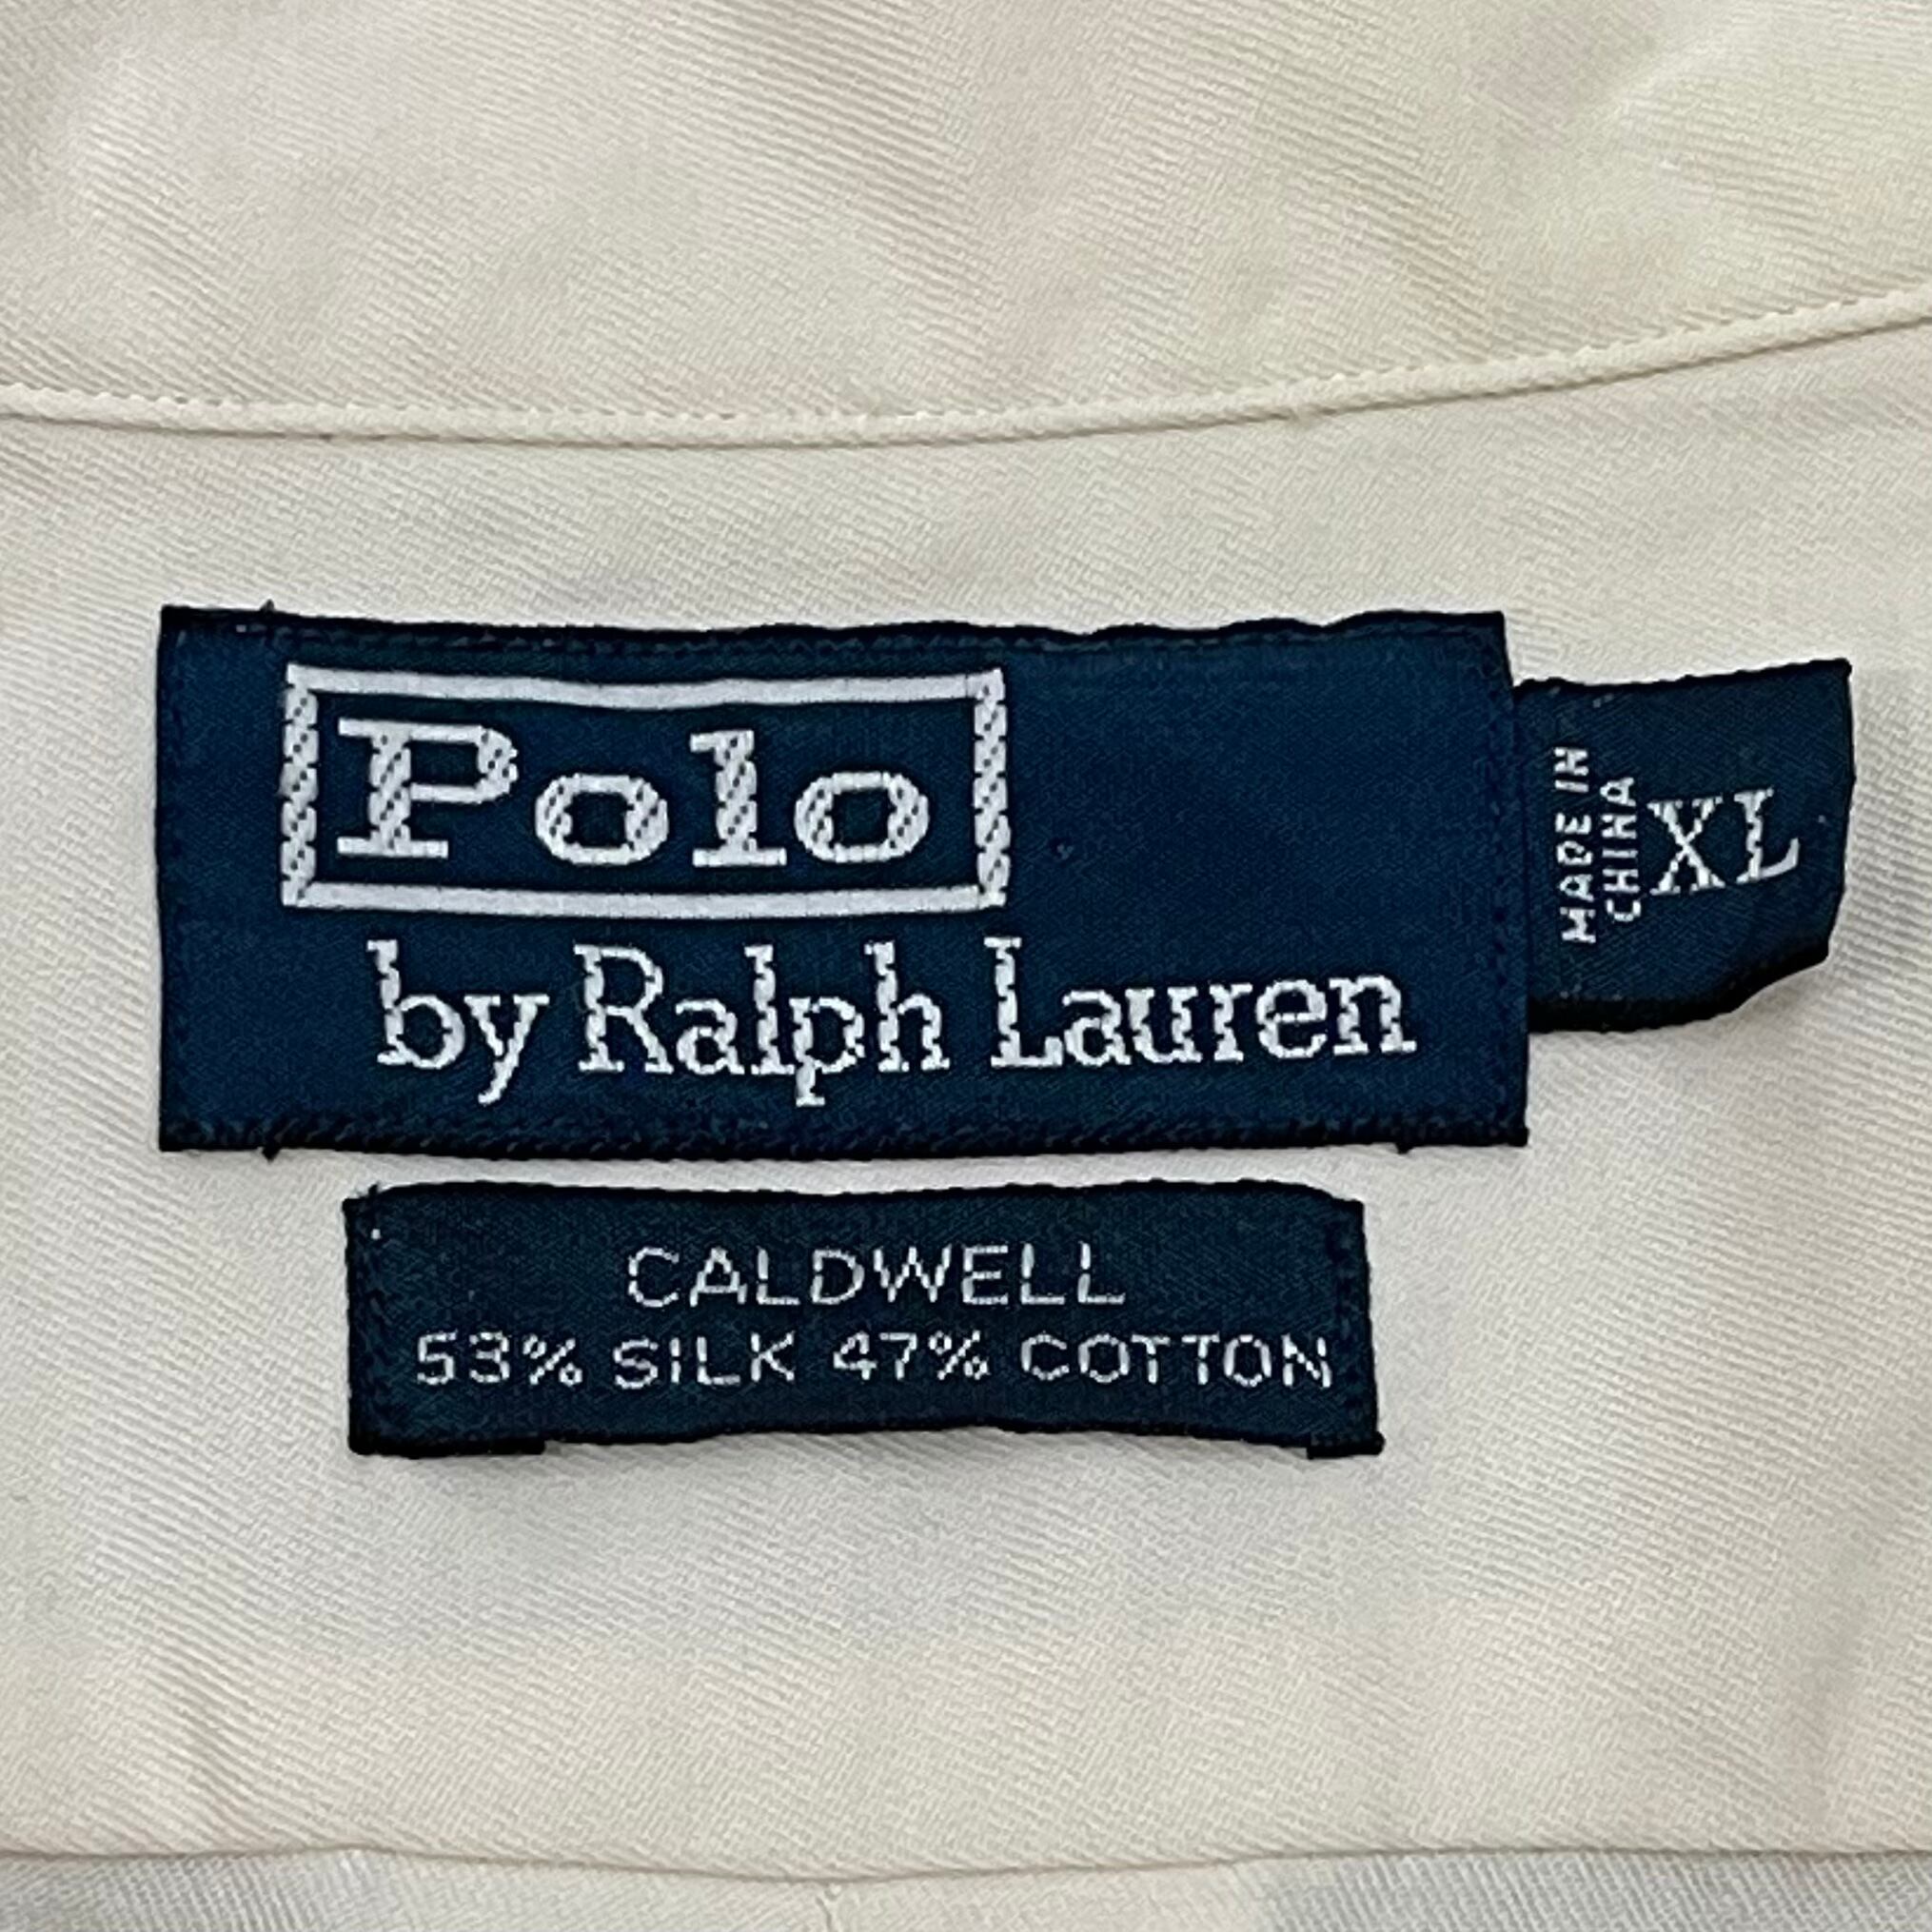 Polo
by Ralph Lauren
MADE IN
CHINA
XL
CALDWELL
53% SILK 47% COTTON